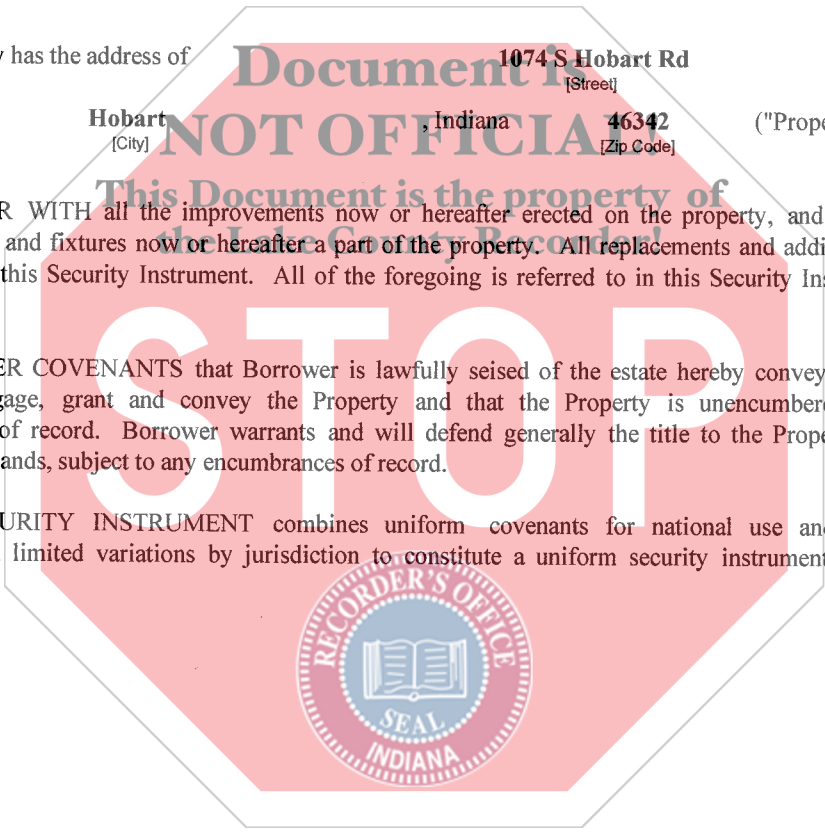 y has the address of 1074 S Hobart Rd
[Street]
Hobart , Indiana 46342 ("Prope
[City] [Zip Code]
Document is
NOT OFFICIAL!
This Document is the property of
the Lake County Recorder!
R WITH all the improvements now or hereafter erected on the property, and
and fixtures now or hereafter a part of the property. All replacements and addi
this Security Instrument. All of the foregoing is referred to in this Security Ins
ER COVENANTS that Borrower is lawfully seised of the estate hereby convey
gage, grant and convey the Property and that the Property is unencumbere
of record. Borrower warrants and will defend generally the title to the Prope
ands, subject to any encumbrances of record.
URITY INSTRUMENT combines uniform covenants for national use and
limited variations by jurisdiction to constitute a uniform security instrument
STOP
RECORDER'S OFFICE
SEAL
INDIANA